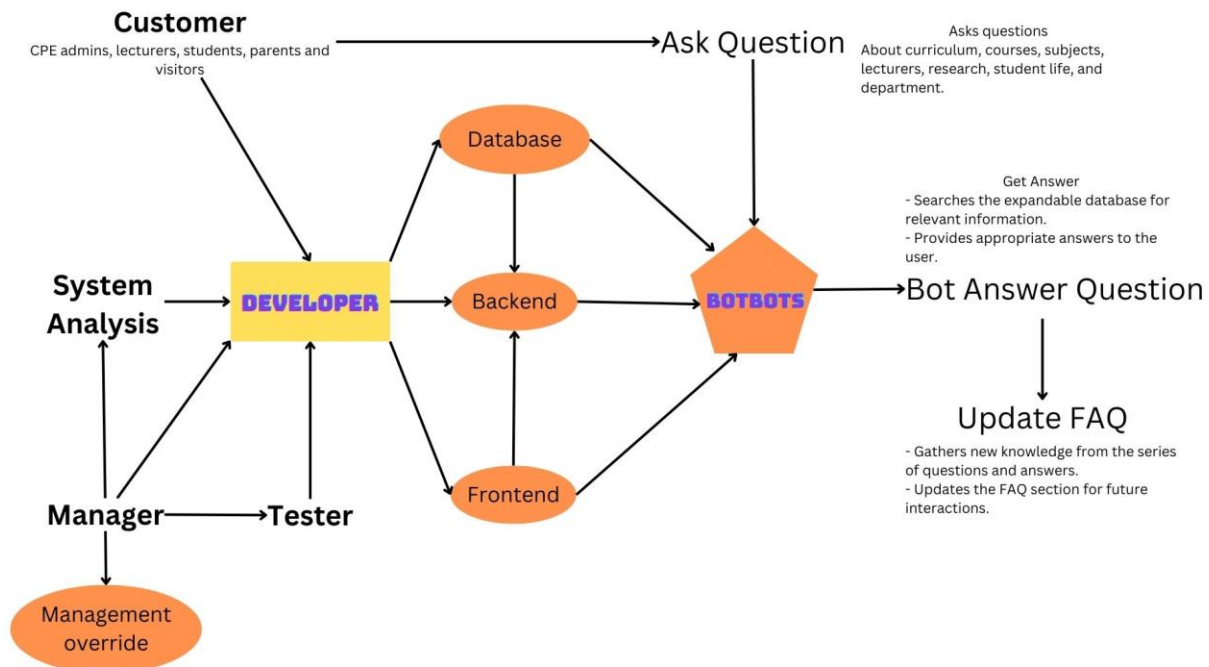 Customer
CPE admins, lecturers, students, parents and
visitors
Ask Question
Asks questions
About curriculum, courses, subjects,
lecturers, research, student life, and
department.
Database
Get Answer
- Searches the expandable database for
relevant information.
- Provides appropriate answers to the
user.
System
Analysis
DEVELOPER
Backend
BOTBOTS
Bot Answer Question
Update FAQ
- Gathers new knowledge from the series
of questions and answers.
- Updates the FAQ section for future
interactions.
Frontend
Manager
Tester
Management
override